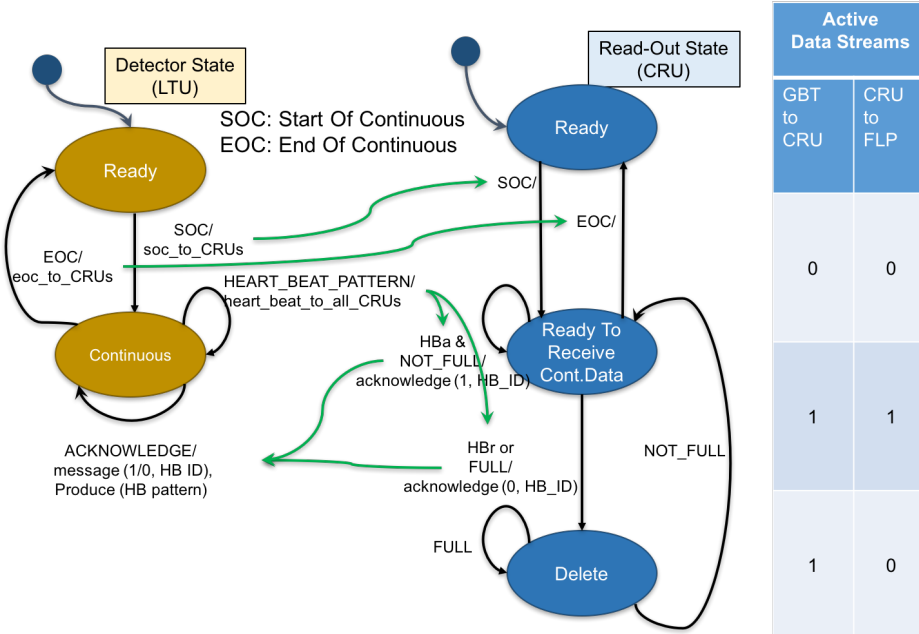 Detector State
(LTU)
Read-Out State
(CRU)
SOC: Start Of Continuous
EOC: End Of Continuous
Ready
Ready
SOC/
SOC/
soc_to_CRUs
EOC/
EOC/
eoc_to_CRUs
HEART_BEAT_PATTERN/
heart_beat_to_all_CRUs
Continuous
Ready To
Receive
Cont.Data
HBa &
NOT_FULL/
acknowledge (1, HB_ID)
ACKNOWLEDGE/
message (1/0, HB ID),
Produce (HB pattern)
HBr or
FULL/
acknowledge (0, HB_ID)
NOT_FULL
FULL
Delete
Active
Data Streams
GBT
to
CRU
CRU
to
FLP
0 0
1 1
1 0